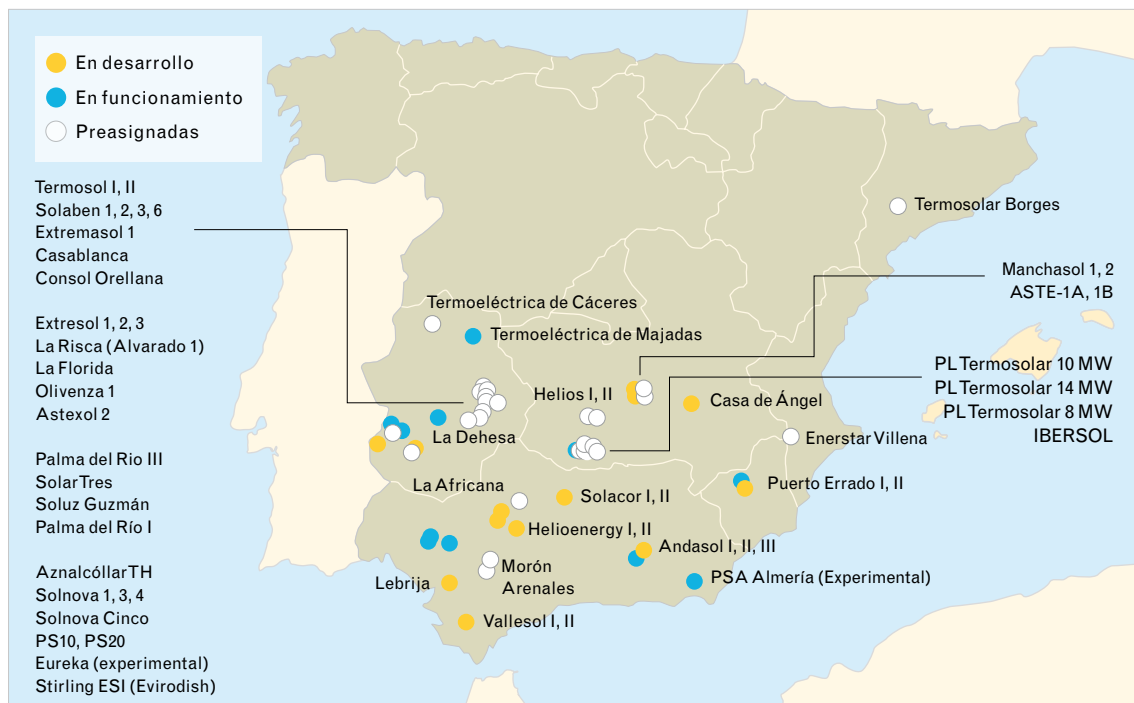 En desarrollo
En funcionamiento
Preasignadas
Termosol I, II
Solaben 1, 2, 3, 6
Extremasol 1
Casablanca
Consol Orellana
Extresol 1, 2, 3
La Risca (Alvarado 1)
La Florida
Olivenza 1
Astexol 2
Palma del Rio III
SolarTres
Soluz Guzmán
Palma del Río I
AznalcóllarTH
Solnova 1, 3, 4
Solnova Cinco
PS10, PS20
Eureka (experimental)
Stirling ESI (Evirodish)
Termosolar Borges
Manchasol 1, 2
ASTE-1A, 1B
Termoeléctrica de Cáceres
Termoeléctrica de Majadas
PL Termosolar 10 MW
PL Termosolar 14 MW
PL Termosolar 8 MW
IBERSOL
Helios I, II
Casa de Ángel
La Dehesa
Enerstar Villena
La Africana
Puerto Errado I, II
Solacor I, II
Helioenergy I, II
Andasol I, II, III
Morón
Arenales
PSA Almería (Experimental)
Lebrija
Vallesol I, II